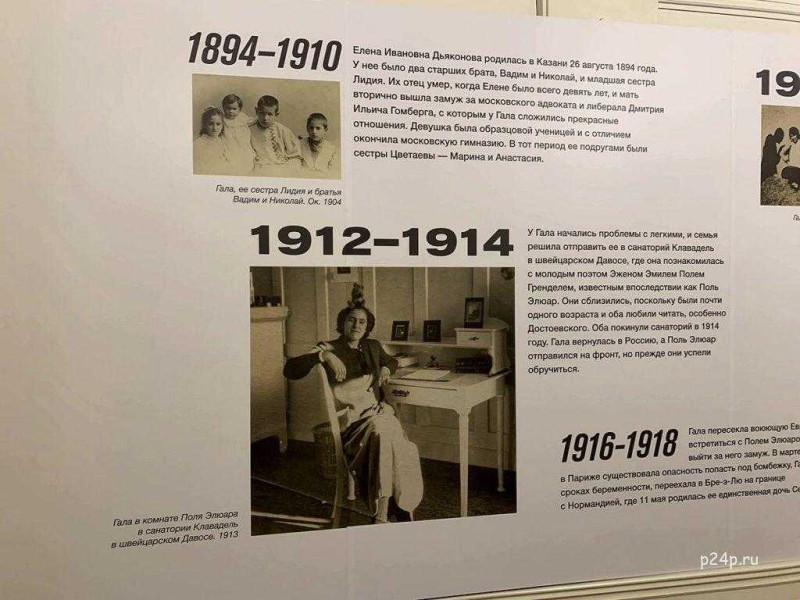 1894–1910
Елена Ивановна Дьяконова родилась в Казани 26 августа 1894 года.
У нее было два старших брата, Вадим и Николай, и младшая сестра
Лидия. Их отец умер, когда Елене было всего девять лет, и мать
вторично вышла замуж за московского адвоката и либерала Дмитрия
Ильича Гомберга, с которым у Гала сложились прекрасные
отношения. Девушка была образцовой ученицей и с отличием
окончила московскую гимназию. В тот период ее подругами были
сестры Цветаевы — Марина и Анастасия.
Гала, ее сестра Лидия и братья
Вадим и Николай. Ок. 1904
19
1912–1914
У Гала начались проблемы с легкими, и семья
решила отправить ее в санаторий Клавадель
в швейцарском Давосе, где она познакомилась
с молодым поэтом Эженом Эмилем Полем
Гренделем, известным впоследствии как Поль
Элюар. Они сблизились, поскольку были почти
одного возраста и оба любили читать, особенно
Достоевского. Оба покинули санаторий в 1914
году. Гала вернулась в Россию, а Поль Элюар
отправился на фронт, но прежде они успели
обручиться.
Гала в комнате Поля Элюара
в санатории Клавадель
в швейцарском Давосе. 1913
1916-1918
Гала пересекла воюющую Ев
встретиться с Полем Элюаро
выйти за него замуж. В марте
в Париже существовала опасность попасть под бомбежку, Га
сроках беременности, переехала в Бре-э-Лю на границе
с Нормандией, где 11 мая родилась ее единственная дочь Се
p24p.ru